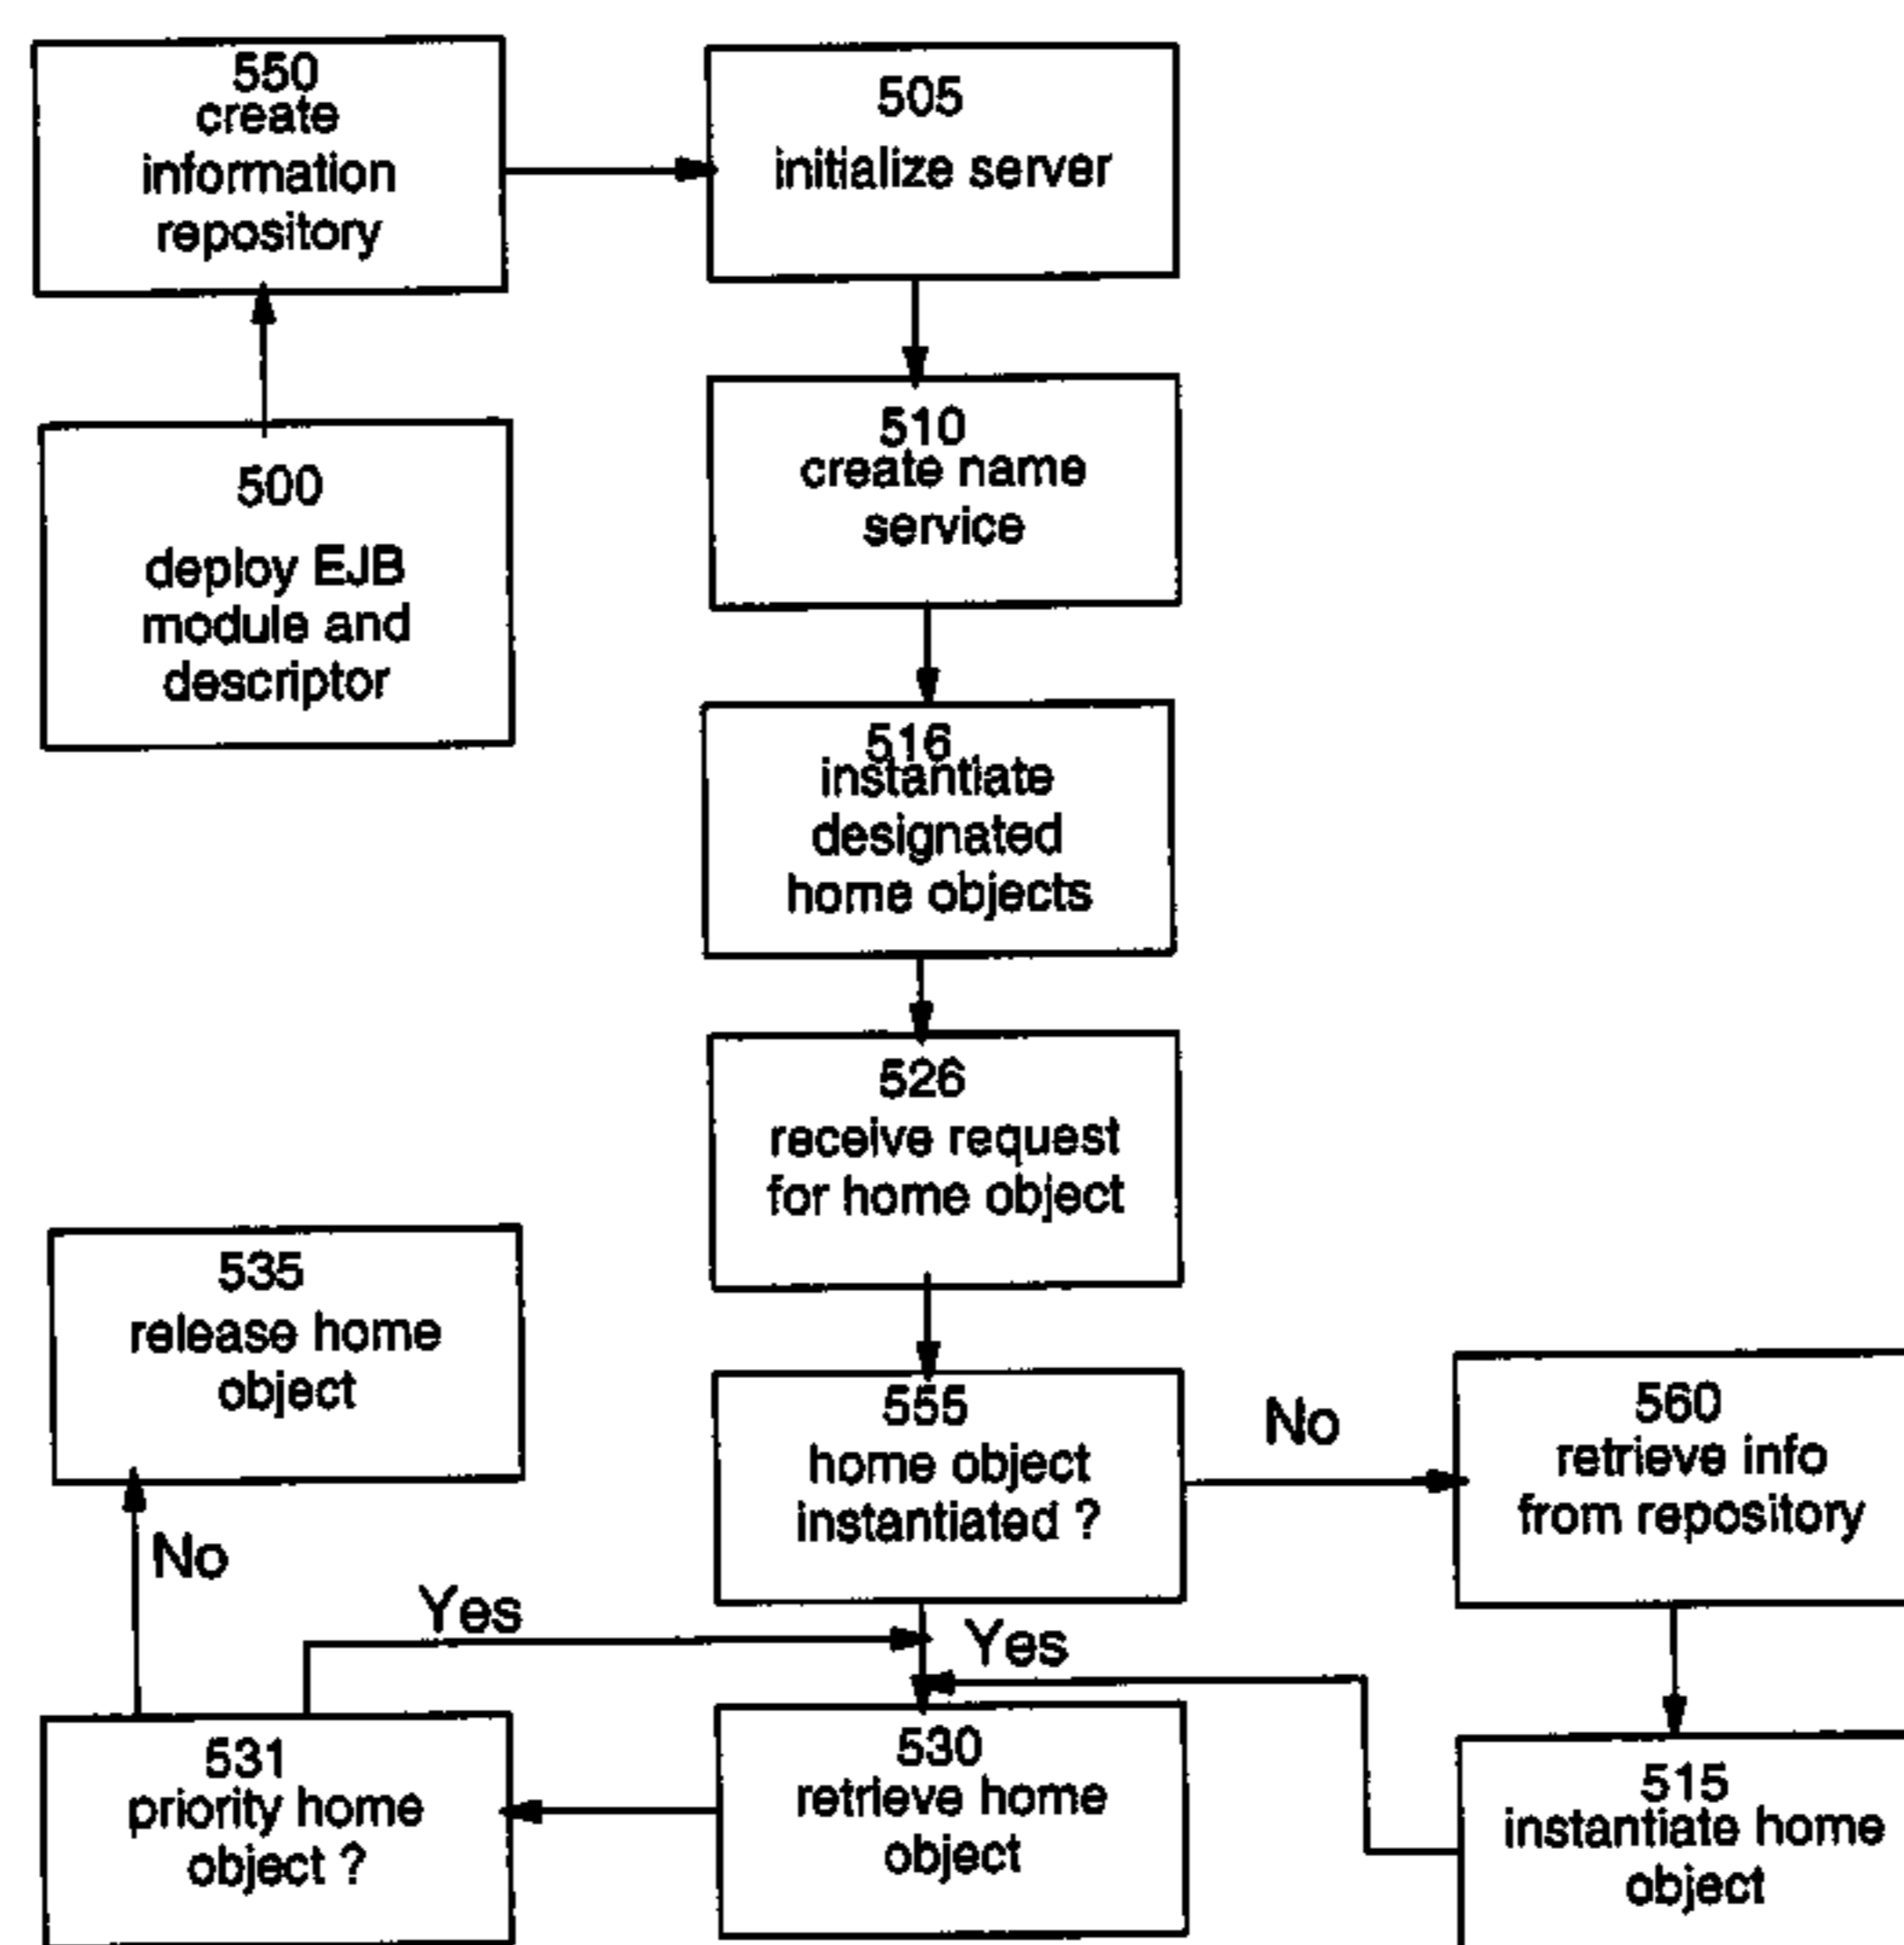 550
create
information
repository
505
initialize server
500
deploy EJB
module and
descriptor
510
create name
service
516
instantiate
designated
home objects
526
receive request
for home object
535
release home
object
555
home object
instantiated ?
No
560
retrieve info
from repository
No
Yes
Yes
531
priority home
object ?
530
retrieve home
object
515
instantiate home
object